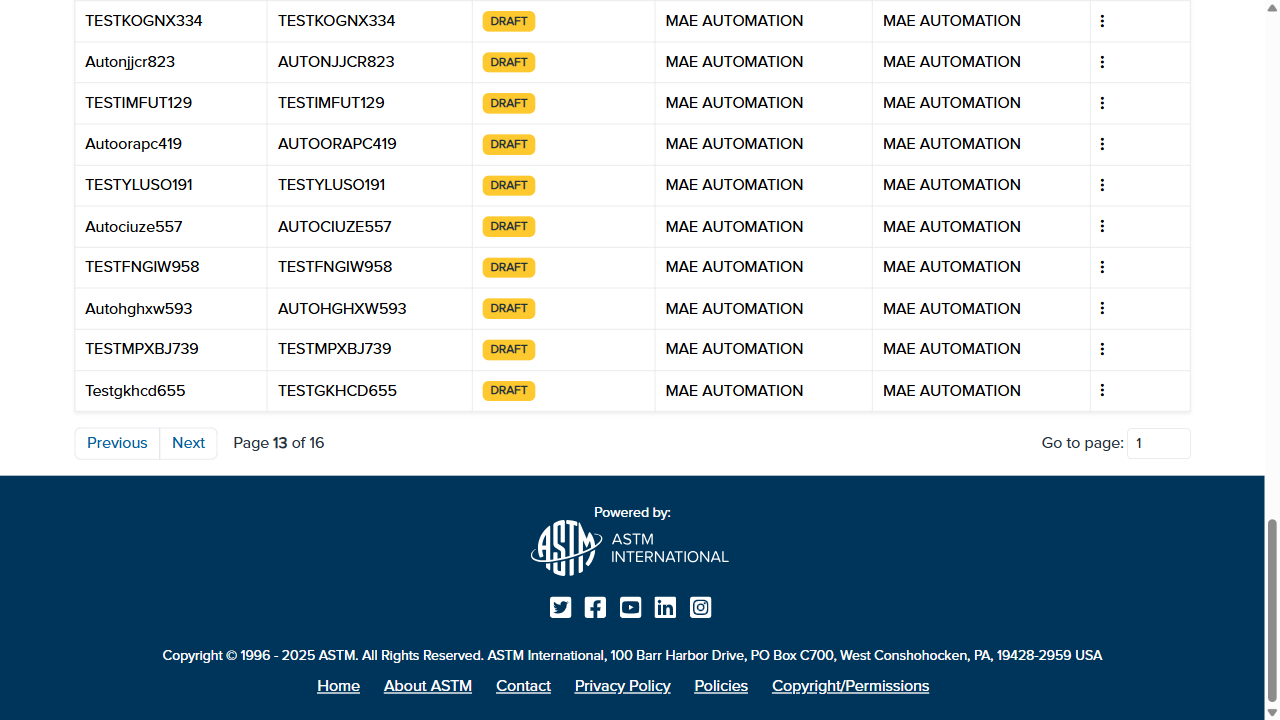 TESTKOGNX334 TESTKOGNX334 DRAFT MAE AUTOMATION MAE AUTOMATION
Autonjjcr823 AUTONJJCR823 DRAFT MAE AUTOMATION MAE AUTOMATION
TESTIMFUT129 TESTIMFUT129 DRAFT MAE AUTOMATION MAE AUTOMATION
Autoorapc419 AUTOORAPC419 DRAFT MAE AUTOMATION MAE AUTOMATION
TESTYLUSO191 TESTYLUSO191 DRAFT MAE AUTOMATION MAE AUTOMATION
Autociuze557 AUTOCIUZE557 DRAFT MAE AUTOMATION MAE AUTOMATION
TESTFNGIW958 TESTFNGIW958 DRAFT MAE AUTOMATION MAE AUTOMATION
Autohghxw593 AUTOHGHXW593 DRAFT MAE AUTOMATION MAE AUTOMATION
TESTMPXBJ739 TESTMPXBJ739 DRAFT MAE AUTOMATION MAE AUTOMATION
Testgkhcd655 TESTGKHCD655 DRAFT MAE AUTOMATION MAE AUTOMATION
Previous Next Page 13 of 16 Go to page: 1
Powered by:
ASTM
ASTM
INTERNATIONAL
Copyright © 1996 - 2025 ASTM. All Rights Reserved. ASTM International, 100 Barr Harbor Drive, PO Box C700, West Conshohocken, PA, 19428-2959 USA
Home About ASTM Contact Privacy Policy Policies Copyright/Permissions